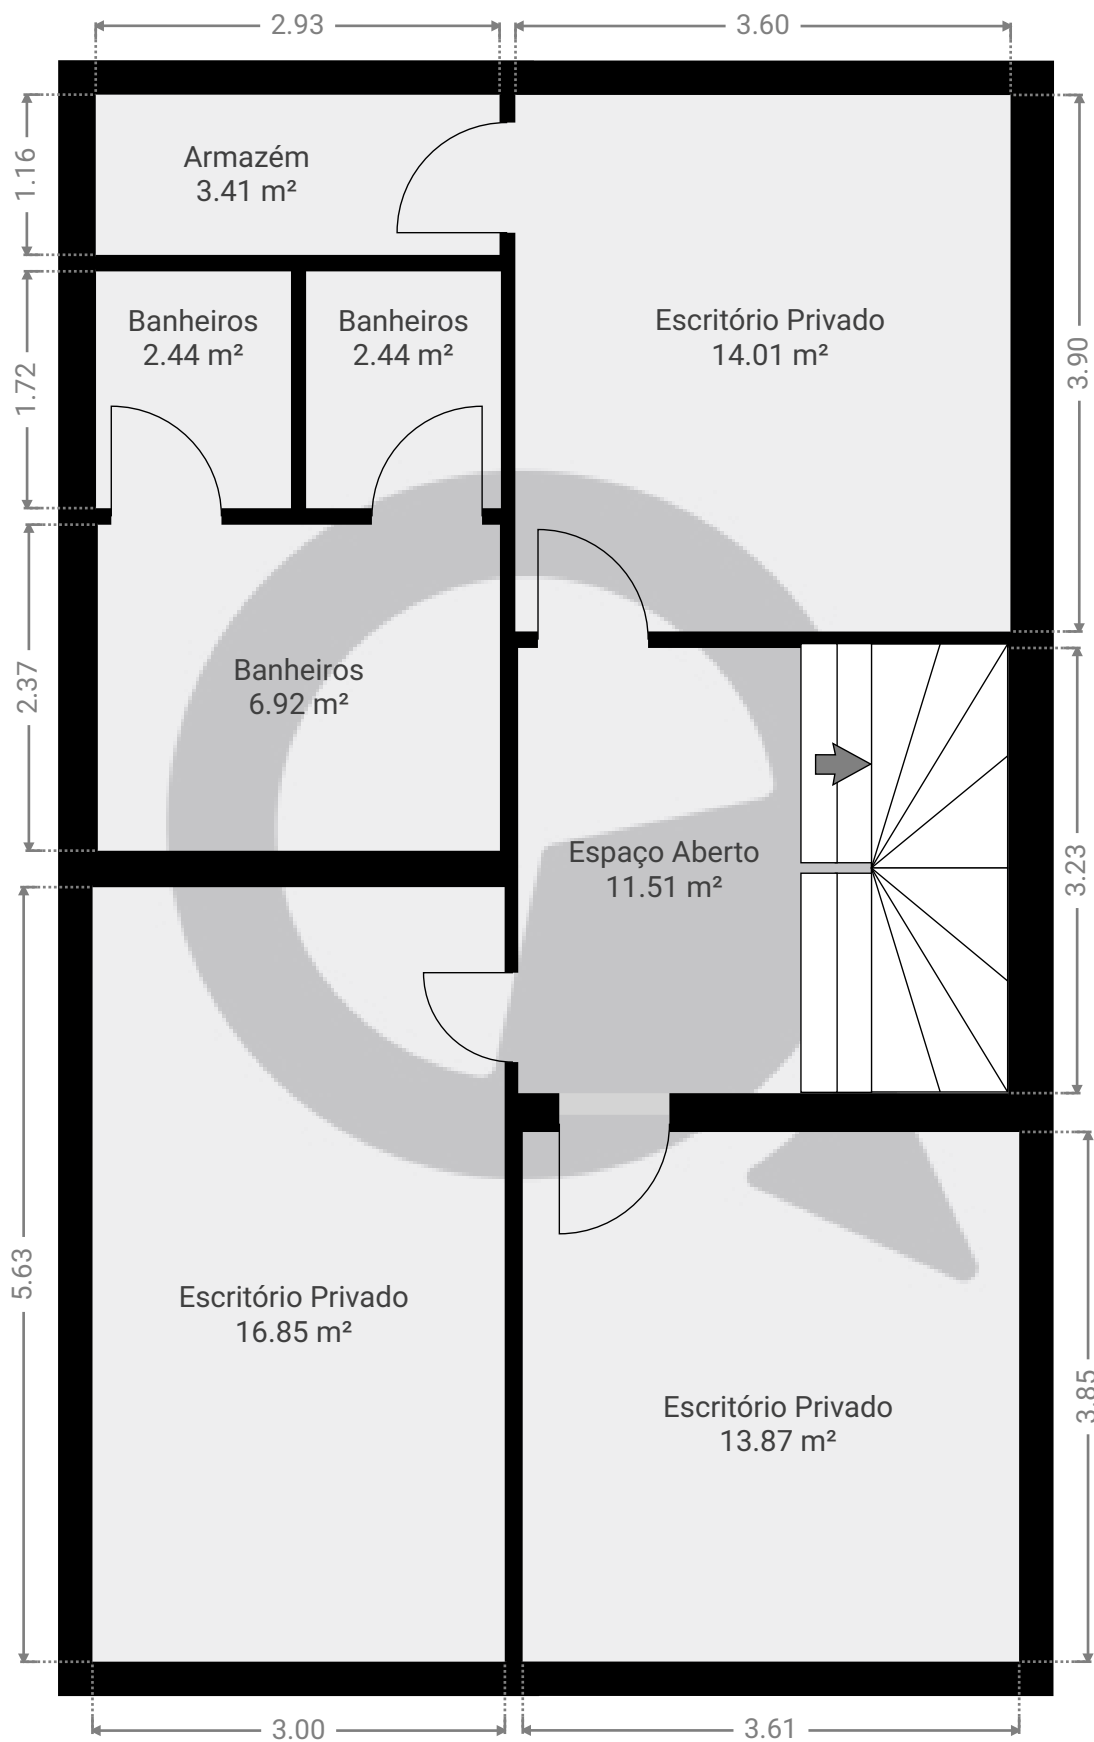 2.93
3.60
1.16
Armazém
3.41 m²
1.72
Banheiros
2.44 m²
Banheiros
2.44 m²
Escritório Privado
14.01 m²
3.90
2.37
Banheiros
6.92 m²
Espaço Aberto
11.51 m²
3.23
5.63
Escritório Privado
16.85 m²
Escritório Privado
13.87 m²
3.85
3.00
3.61